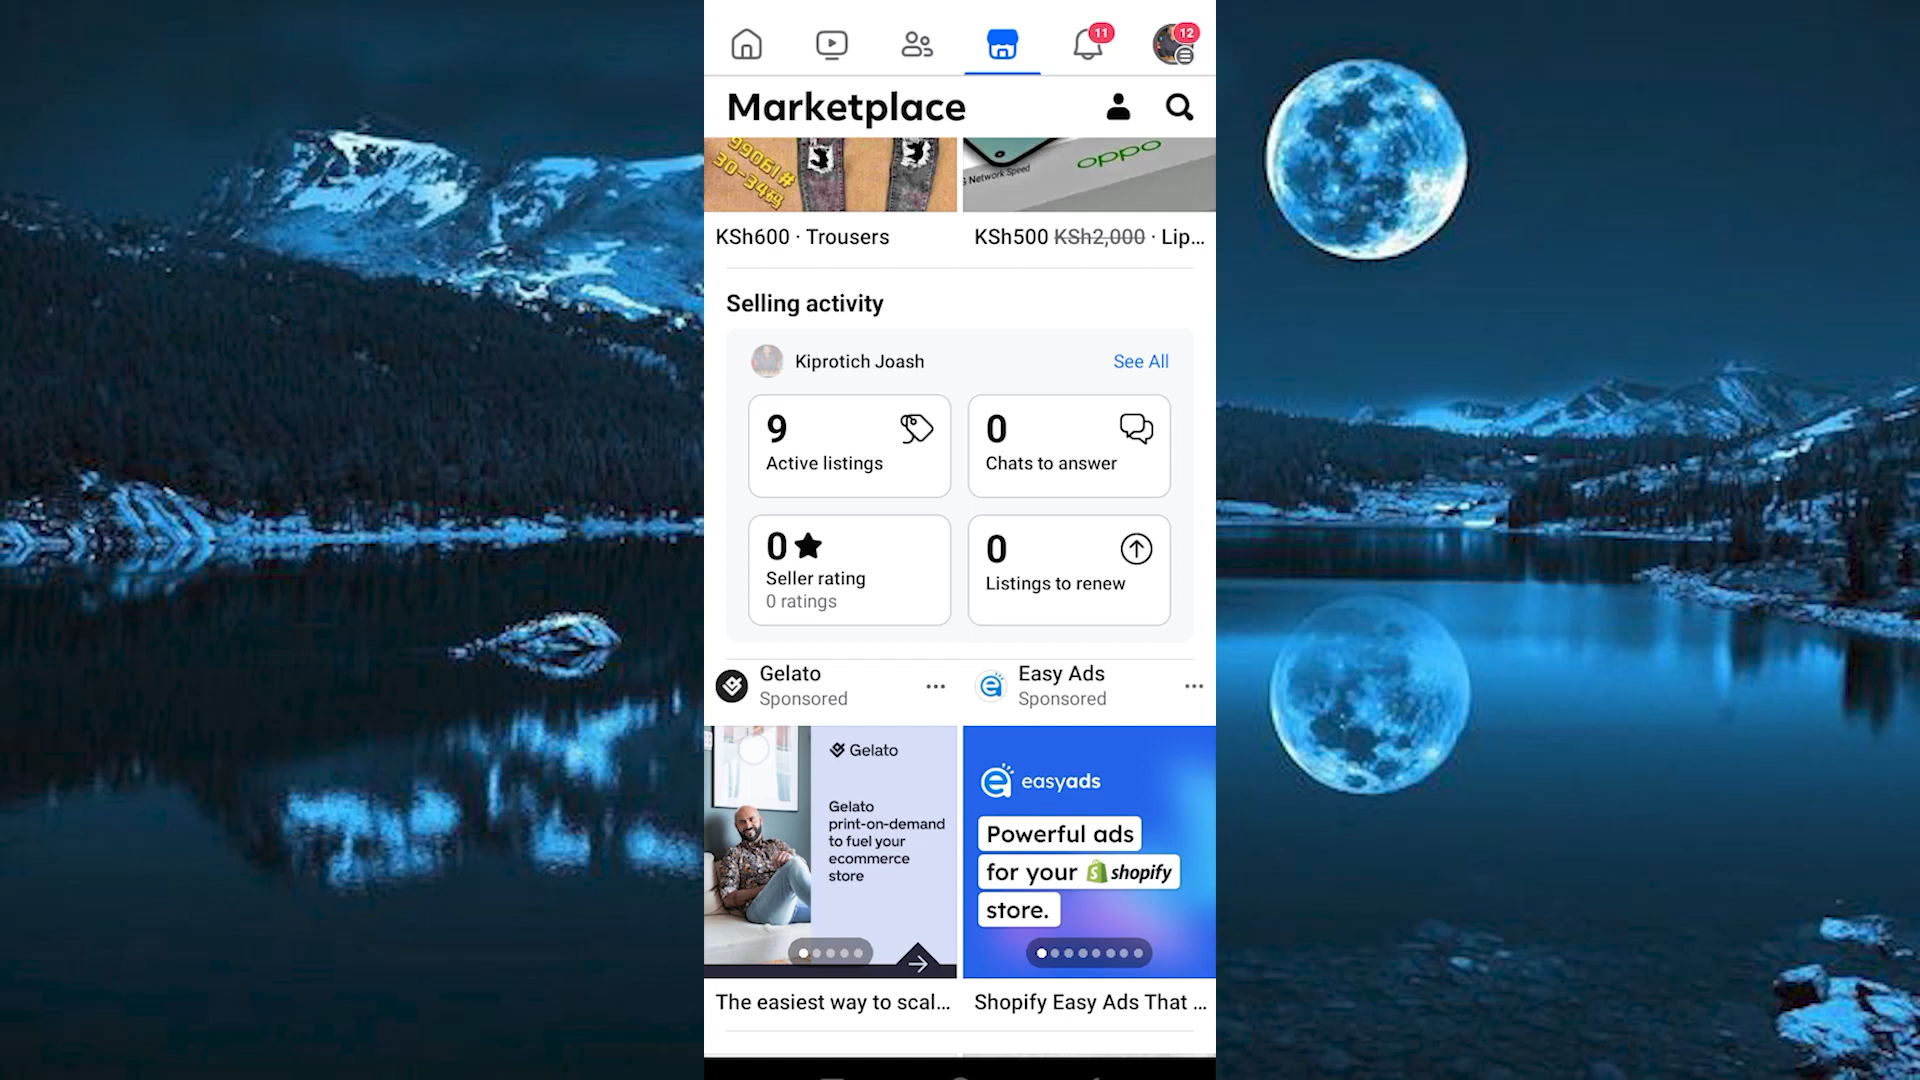 11
12
Marketplace
99061#
30-34码
G Network Speed
oppo
KSh600 · Trousers
KSh500 KSh2,000 · Lip...
Selling activity
Kiprotich Joash
See All
9
Active listings
0
Chats to answer
0
Seller rating
0 ratings
0
Listings to renew
Gelato
Sponsored
Easy Ads
Sponsored
Gelato
Gelato
print-on-demand
to fuel your
ecommerce
store
easyads
Powerful ads
for your shopify
store.
The easiest way to scal...
Shopify Easy Ads That ...